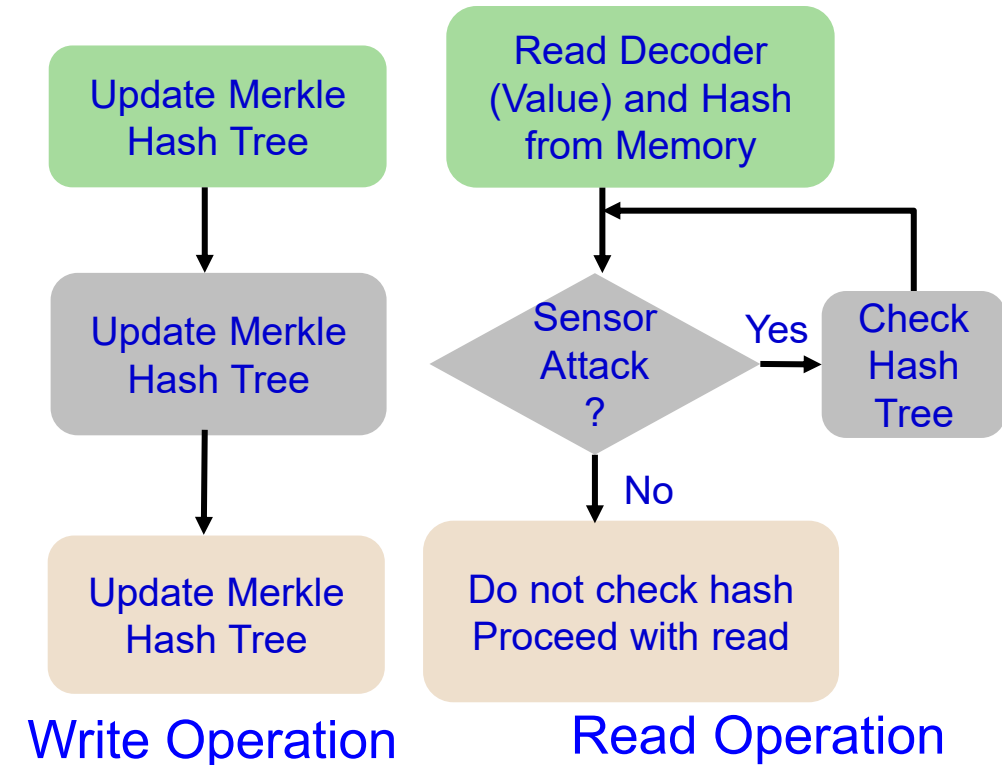 Update Merkle
Hash Tree
Update Merkle
Hash Tree
Update Merkle
Hash Tree
Write Operation
Read Decoder
(Value) and Hash
from Memory
Sensor
Attack
?
Yes
Check
Hash
Tree
No
Do not check hash
Proceed with read
Read Operation